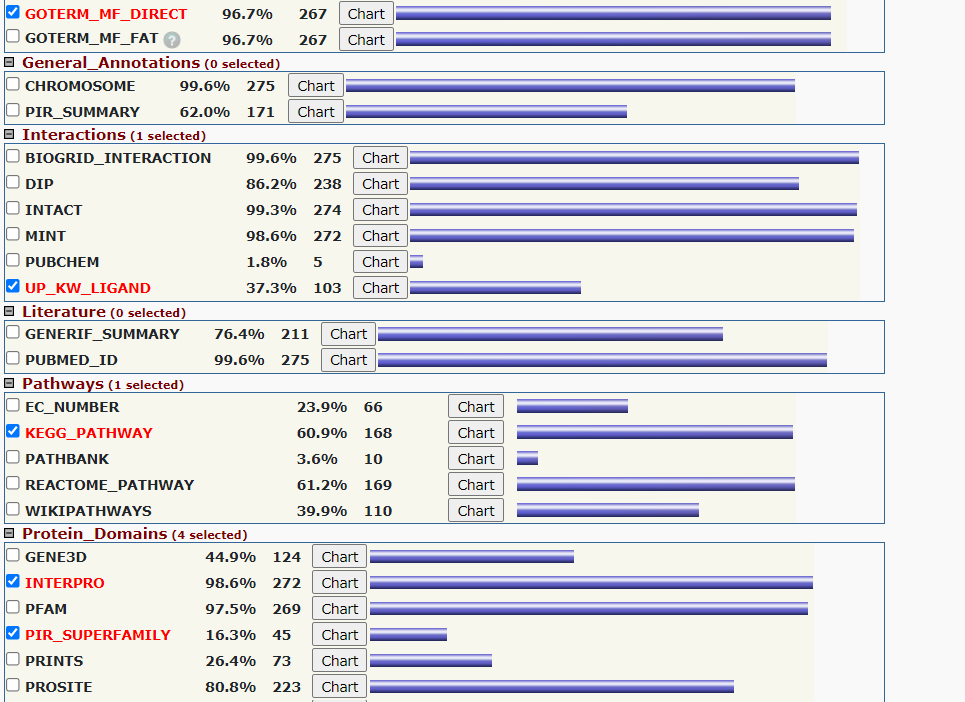 GOTERM_MF_DIRECT 96.7% 267 Chart
GOTERM_MF_FAT ? 96.7% 267 Chart
General_Annotations (0 selected)
CHROMOSOME 99.6% 275 Chart
PIR_SUMMARY 62.0% 171 Chart
Interactions (1 selected)
BIOGRID_INTERACTION 99.6% 275 Chart
DIP 86.2% 238 Chart
INTACT 99.3% 274 Chart
MINT 98.6% 272 Chart
PUBCHEM 1.8% 5 Chart
UP_KW_LIGAND 37.3% 103 Chart
Literature (0 selected)
GENERIF_SUMMARY 76.4% 211 Chart
PUBMED_ID 99.6% 275 Chart
Pathways (1 selected)
EC_NUMBER 23.9% 66 Chart
KEGG_PATHWAY 60.9% 168 Chart
PATHBANK 3.6% 10 Chart
REACTOME_PATHWAY 61.2% 169 Chart
WIKIPATHWAYS 39.9% 110 Chart
Protein_Domains (4 selected)
GENE3D 44.9% 124 Chart
INTERPRO 98.6% 272 Chart
PFAM 97.5% 269 Chart
PIR_SUPERFAMILY 16.3% 45 Chart
PRINTS 26.4% 73 Chart
PROSITE 80.8% 223 Chart